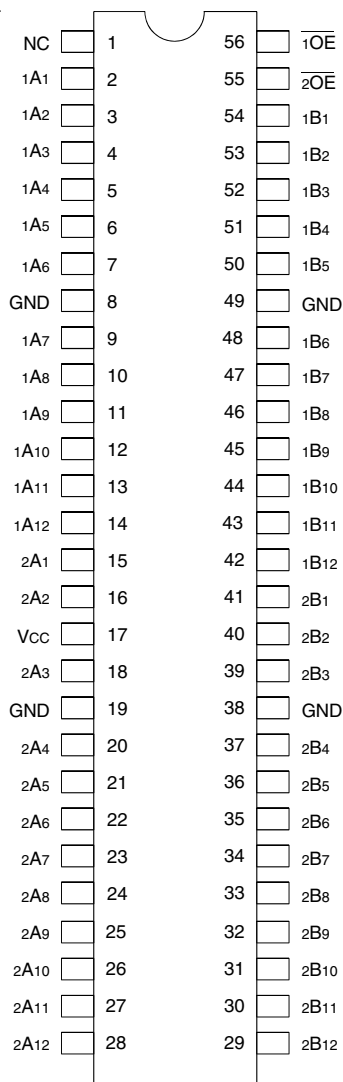 NC 1 56 1OE
1A1 2 55 2OE
1A2 3 54 1B1
1A3 4 53 1B2
1A4 5 52 1B3
1A5 6 51 1B4
1A6 7 50 1B5
GND 8 49 GND
1A7 9 48 1B6
1A8 10 47 1B7
1A9 11 46 1B8
1A10 12 45 1B9
1A11 13 44 1B10
1A12 14 43 1B11
2A1 15 42 1B12
2A2 16 41 2B1
VCC 17 40 2B2
2A3 18 39 2B3
GND 19 38 GND
2A4 20 37 2B4
2A5 21 36 2B5
2A6 22 35 2B6
2A7 23 34 2B7
2A8 24 33 2B8
2A9 25 32 2B9
2A10 26 31 2B10
2A11 27 30 2B11
2A12 28 29 2B12